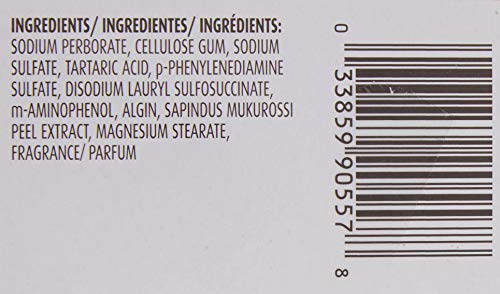 INGREDIENTS/ INGREDIENTES/ INGRÉDIENTS:
SODIUM PERBORATE, CELLULOSE GUM, SODIUM
SULFATE, TARTARIC ACID, p-PHENYLENEDIAMINE
SULFATE, DISODIUM LAURYL SULFOSUCCINATE,
m-AMINOPHENOL, ALGIN, SAPINDUS MUKUROSSI
PEEL EXTRACT, MAGNESIUM STEARATE,
FRAGRANCE/ PARFUM
0 33859 90557 8